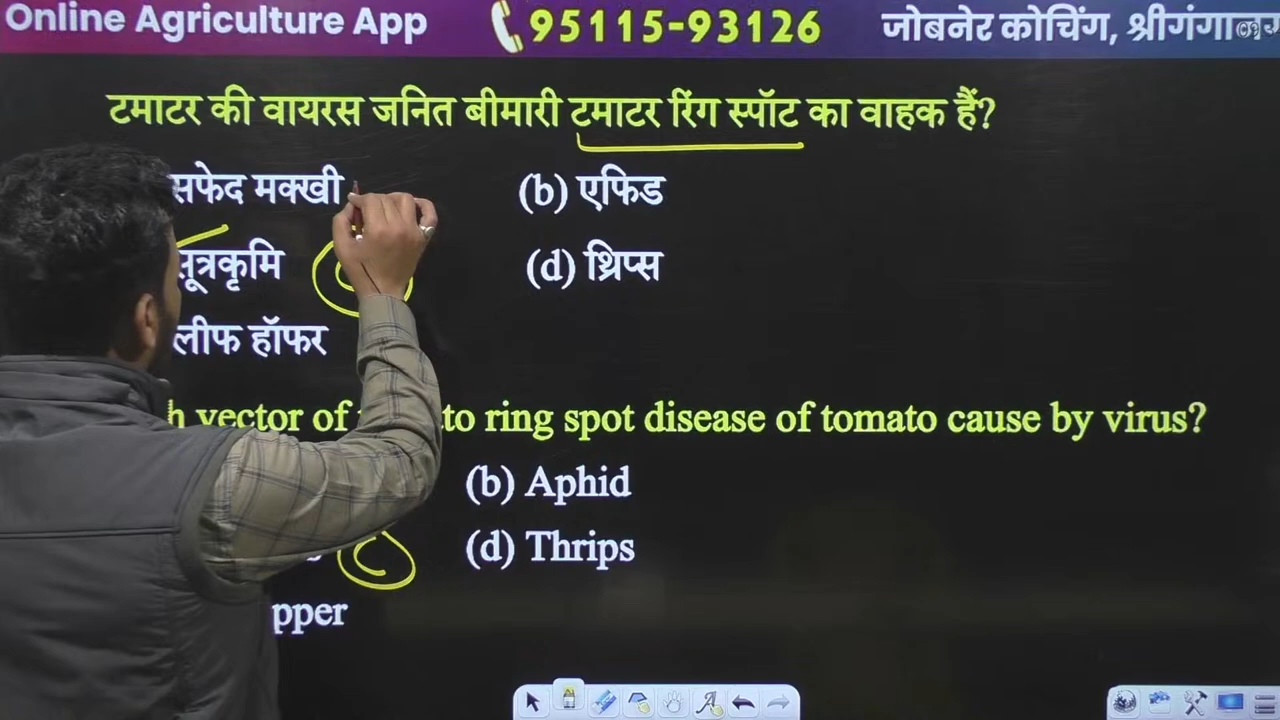 Online Agriculture App 95115-93126 जोबनेर कोचिंग,
टमाटर की वायरस जनित बीमारी टमाटर रिंग स्पॉट का वाहक हैं?
सफेद मक्खी (b) एफिड
सूत्रकृमि (d) थ्रिप्स
लीफ हॉफर
vector of ring spot disease of tomato cause by virus?
(b) Aphid
C (d) Thrips
pper